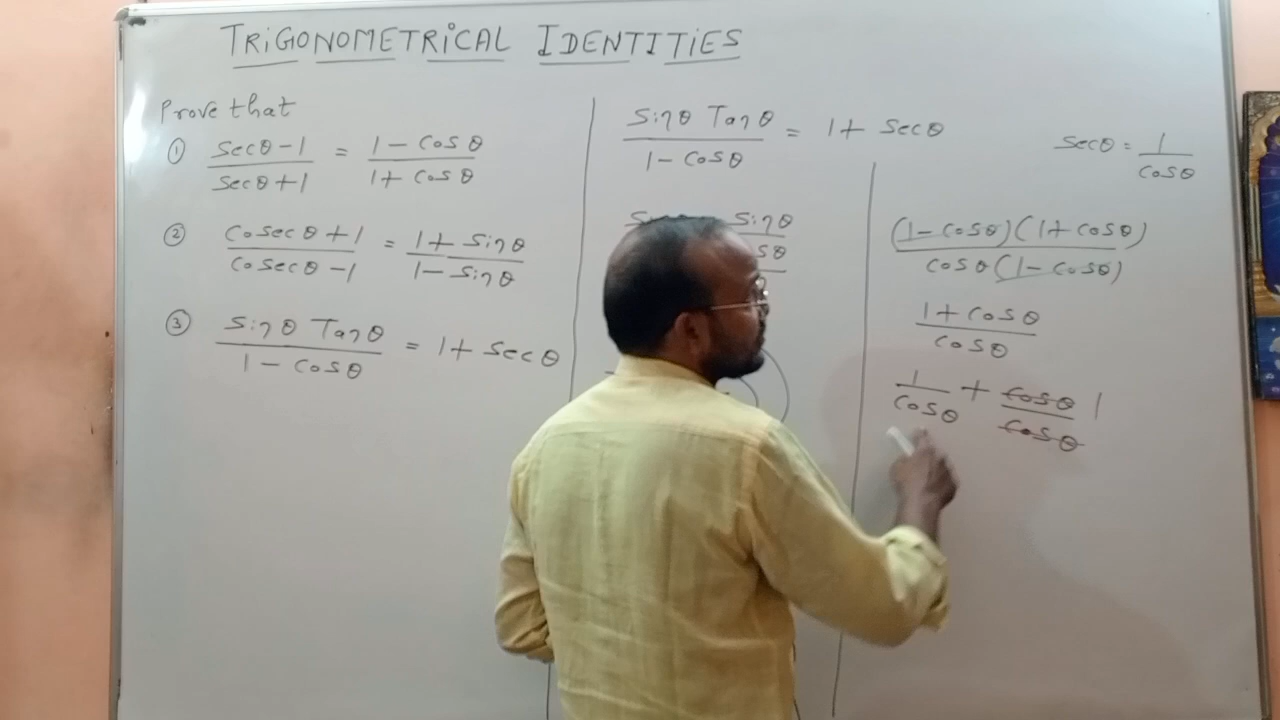 TRIGONOMETRICAL IDENTITIES
Prove that
① (secθ-1)/(secθ+1) = (1-cosθ)/(1+cosθ)
② (cosecθ+1)/(cosecθ-1) = (1+sinθ)/(1-sinθ)
③ (sinθ Tanθ)/(1-cosθ) = 1+secθ
(sinθ Tanθ)/(1-cosθ) = 1+secθ
sinθ
secθ = 1/cosθ
(1-cosθ)(1+cosθ)/cosθ(1-cosθ)
(1+cosθ)/cosθ
1/cosθ + cosθ/cosθ 1